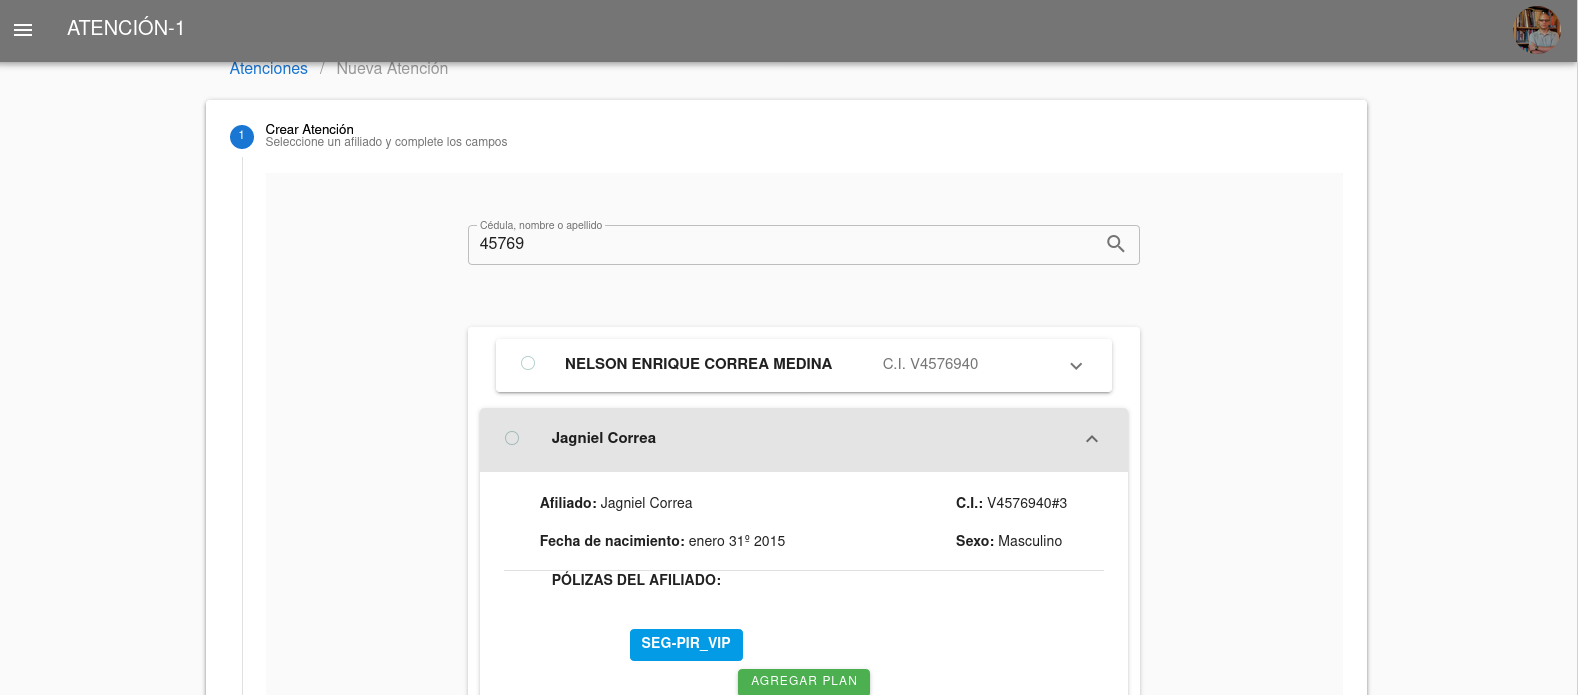 ATENCIÓN-1
Atenciones / Nueva Atención
1 Crear Atención
Seleccione un afiliado y complete los campos
Cédula, nombre o apellido
45769
NELSON ENRIQUE CORREA MEDINA C.I. V4576940
Jagniel Correa
Afiliado: Jagniel Correa C.I.: V4576940#3
Fecha de nacimiento: enero 31º 2015 Sexo: Masculino
PÓLIZAS DEL AFILIADO:
SEG-PIR_VIP
AGREGAR PLAN